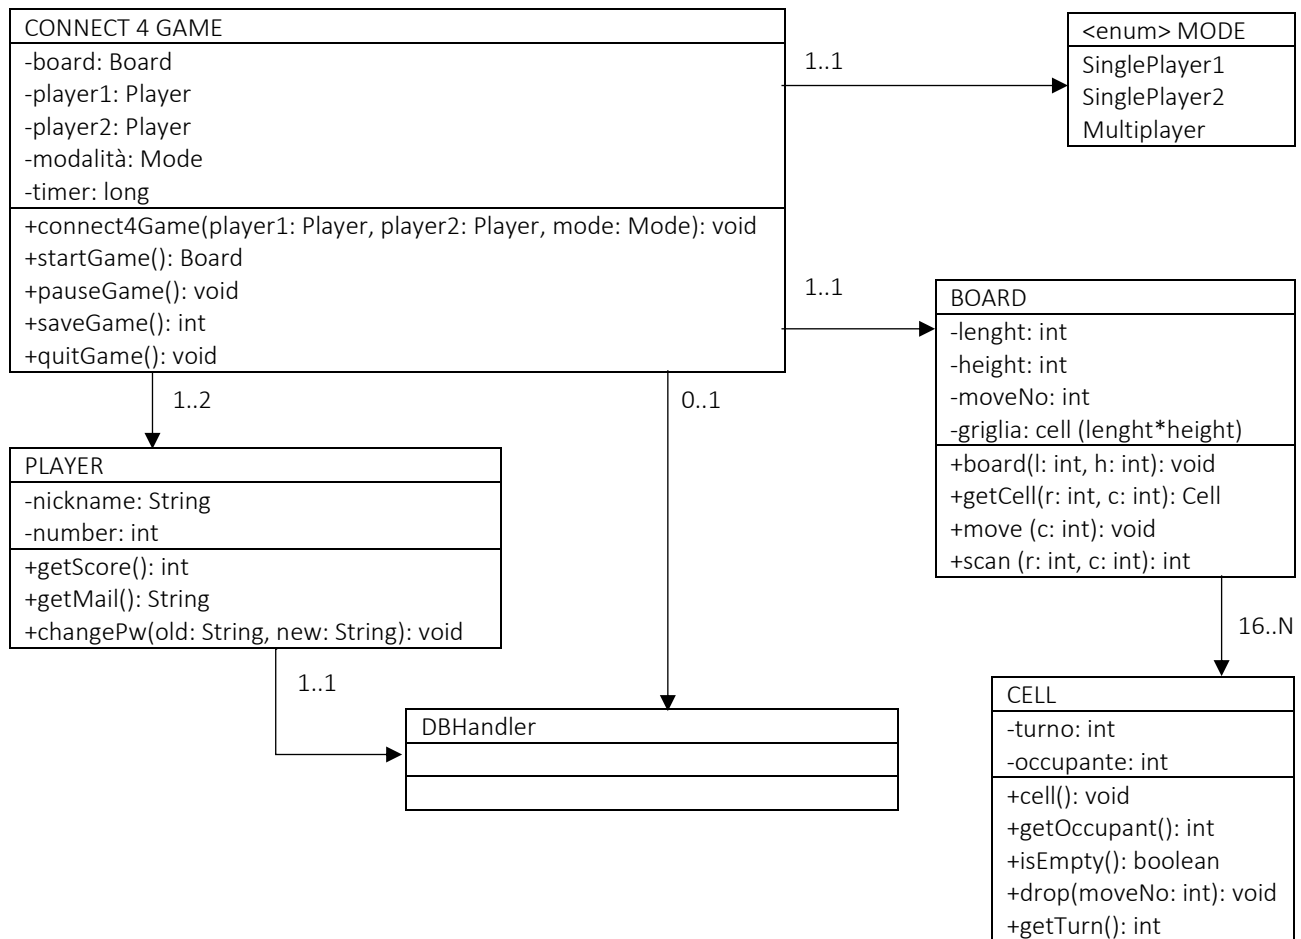 CONNECT 4 GAME
-board: Board
-player1: Player
-player2: Player
-modalità: Mode
-timer: long
+connect4Game(player1: Player, player2: Player, mode: Mode): void
+startGame(): Board
+pauseGame(): void
+saveGame(): int
+quitGame(): void
1..1
<enum> MODE
SinglePlayer1
SinglePlayer2
Multiplayer
1..1
BOARD
-lenght: int
-height: int
-moveNo: int
-griglia: cell (lenght*height)
+board(l: int, h: int): void
+getCell(r: int, c: int): Cell
+move (c: int): void
+scan (r: int, c: int): int
1..2
0..1
PLAYER
-nickname: String
-number: int
+getScore(): int
+getMail(): String
+changePw(old: String, new: String): void
1..1
DBHandler
16..N
CELL
-turno: int
-occupante: int
+cell(): void
+getOccupant(): int
+isEmpty(): boolean
+drop(moveNo: int): void
+getTurn(): int